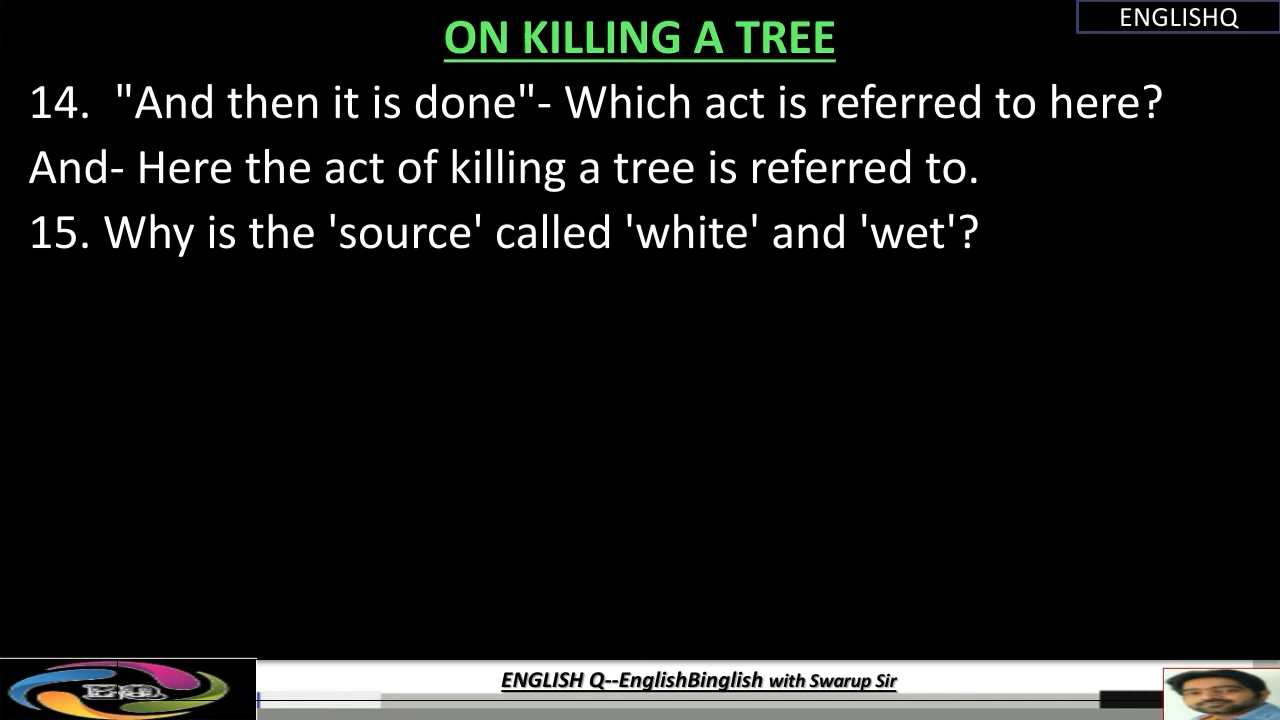 ENGLISHQ
ON KILLING A TREE
14. "And then it is done"- Which act is referred to here?
And- Here the act of killing a tree is referred to.
15. Why is the 'source' called 'white' and 'wet'?
ENGLISH Q--EnglishBinglish with Swarup Sir